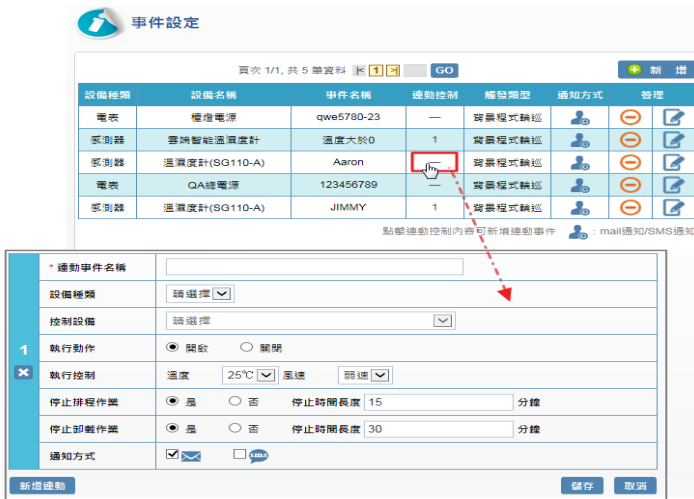 事件設定
頁次 1/1, 共 5 筆資料 |< 1 >| GO 新 增
設備種類 設備名稱 事件名稱 連動控制 觸發類型 通知方式 管理
電表 檯燈電源 qwe5780-23 — 背景程式輪巡
感測器 雲端智能溫濕度計 溫度大於0 1 背景程式輪巡
感測器 溫濕度計(SG110-A) Aaron — 背景程式輪巡
電表 QA總電源 123456789 — 背景程式輪巡
感測器 溫濕度計(SG110-A) JIMMY 1 背景程式輪巡
點擊連動控制內容可新增連動事件 : mail通知/SMS通知
* 連動事件名稱
設備種類 請選擇
控制設備 請選擇
1 執行動作 開啟 關閉
執行控制 溫度 25℃ 風速 弱速
停止排程作業 是 否 停止時間長度 15 分鐘
停止卸載作業 是 否 停止時間長度 30 分鐘
通知方式 sms
新增連動 儲存 取消